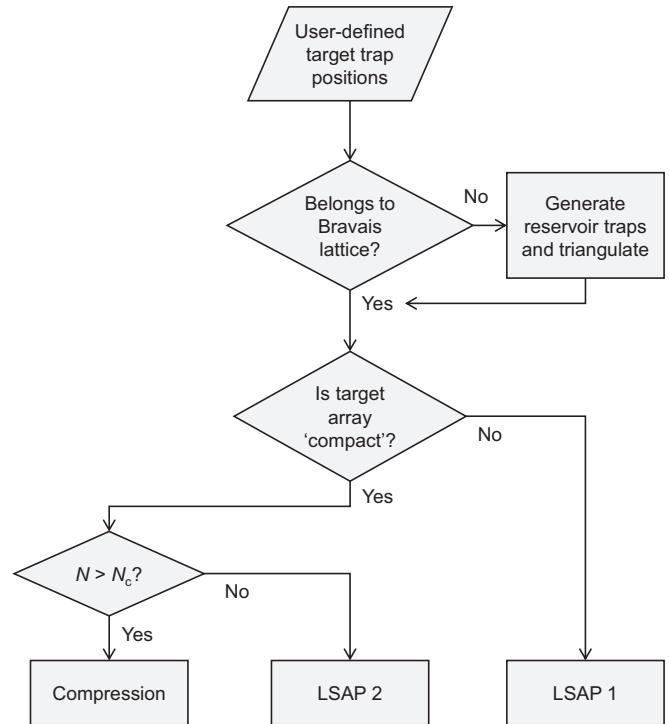 User-defined
target trap
positions
Belongs to
Bravais
lattice?
No
Generate
reservoir traps
and triangulate
Yes
Is target
array
‘compact’?
No
Yes
N > Nc?
No
Yes
Compression
LSAP 2
LSAP 1